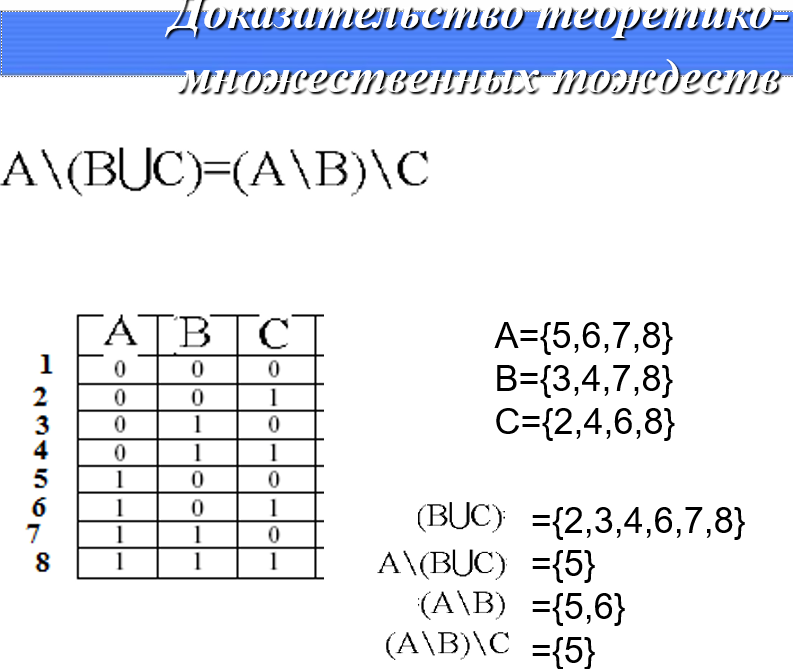 Доказательство теоретико-
множественных тождеств
A\(B⋃C)=(A\B)\C
A B C
1 0 0 0
2 0 0 1
3 0 1 0
4 0 1 1
5 1 0 0
6 1 0 1
7 1 1 0
8 1 1 1
A={5,6,7,8}
B={3,4,7,8}
C={2,4,6,8}
(B⋃C) ={2,3,4,6,7,8}
A\(B⋃C) ={5}
(A\B) ={5,6}
(A\B)\C ={5}